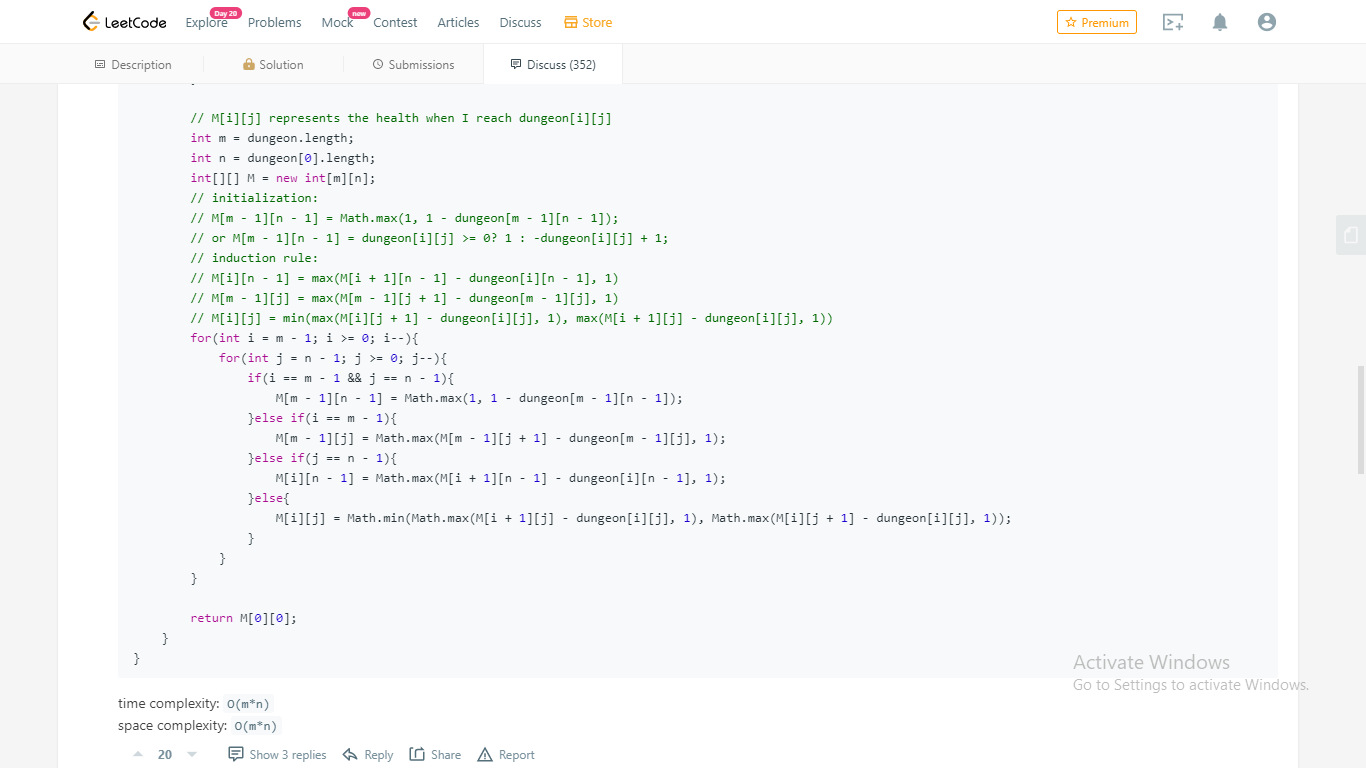 LeetCode Explore Day 20 Problems Mock new Contest Articles Discuss Store Premium
Description Solution Submissions Discuss (352)
// M[i][j] represents the health when I reach dungeon[i][j]
int m = dungeon.length;
int n = dungeon[0].length;
int[][] M = new int[m][n];
// initialization:
// M[m - 1][n - 1] = Math.max(1, 1 - dungeon[m - 1][n - 1]);
// or M[m - 1][n - 1] = dungeon[i][j] >= 0? 1 : -dungeon[i][j] + 1;
// induction rule:
// M[i][n - 1] = max(M[i + 1][n - 1] - dungeon[i][n - 1], 1)
// M[m - 1][j] = max(M[m - 1][j + 1] - dungeon[m - 1][j], 1)
// M[i][j] = min(max(M[i][j + 1] - dungeon[i][j], 1), max(M[i + 1][j] - dungeon[i][j], 1))
for(int i = m - 1; i >= 0; i--){
for(int j = n - 1; j >= 0; j--){
if(i == m - 1 && j == n - 1){
M[m - 1][n - 1] = Math.max(1, 1 - dungeon[m - 1][n - 1]);
}else if(i == m - 1){
M[m - 1][j] = Math.max(M[m - 1][j + 1] - dungeon[m - 1][j], 1);
}else if(j == n - 1){
M[i][n - 1] = Math.max(M[i + 1][n - 1] - dungeon[i][n - 1], 1);
}else{
M[i][j] = Math.min(Math.max(M[i + 1][j] - dungeon[i][j], 1), Math.max(M[i][j + 1] - dungeon[i][j], 1));
}
}
}
return M[0][0];
}
}
Activate Windows
Go to Settings to activate Windows.
time complexity: O(m*n)
space complexity: O(m*n)
20 Show 3 replies Reply Share Report